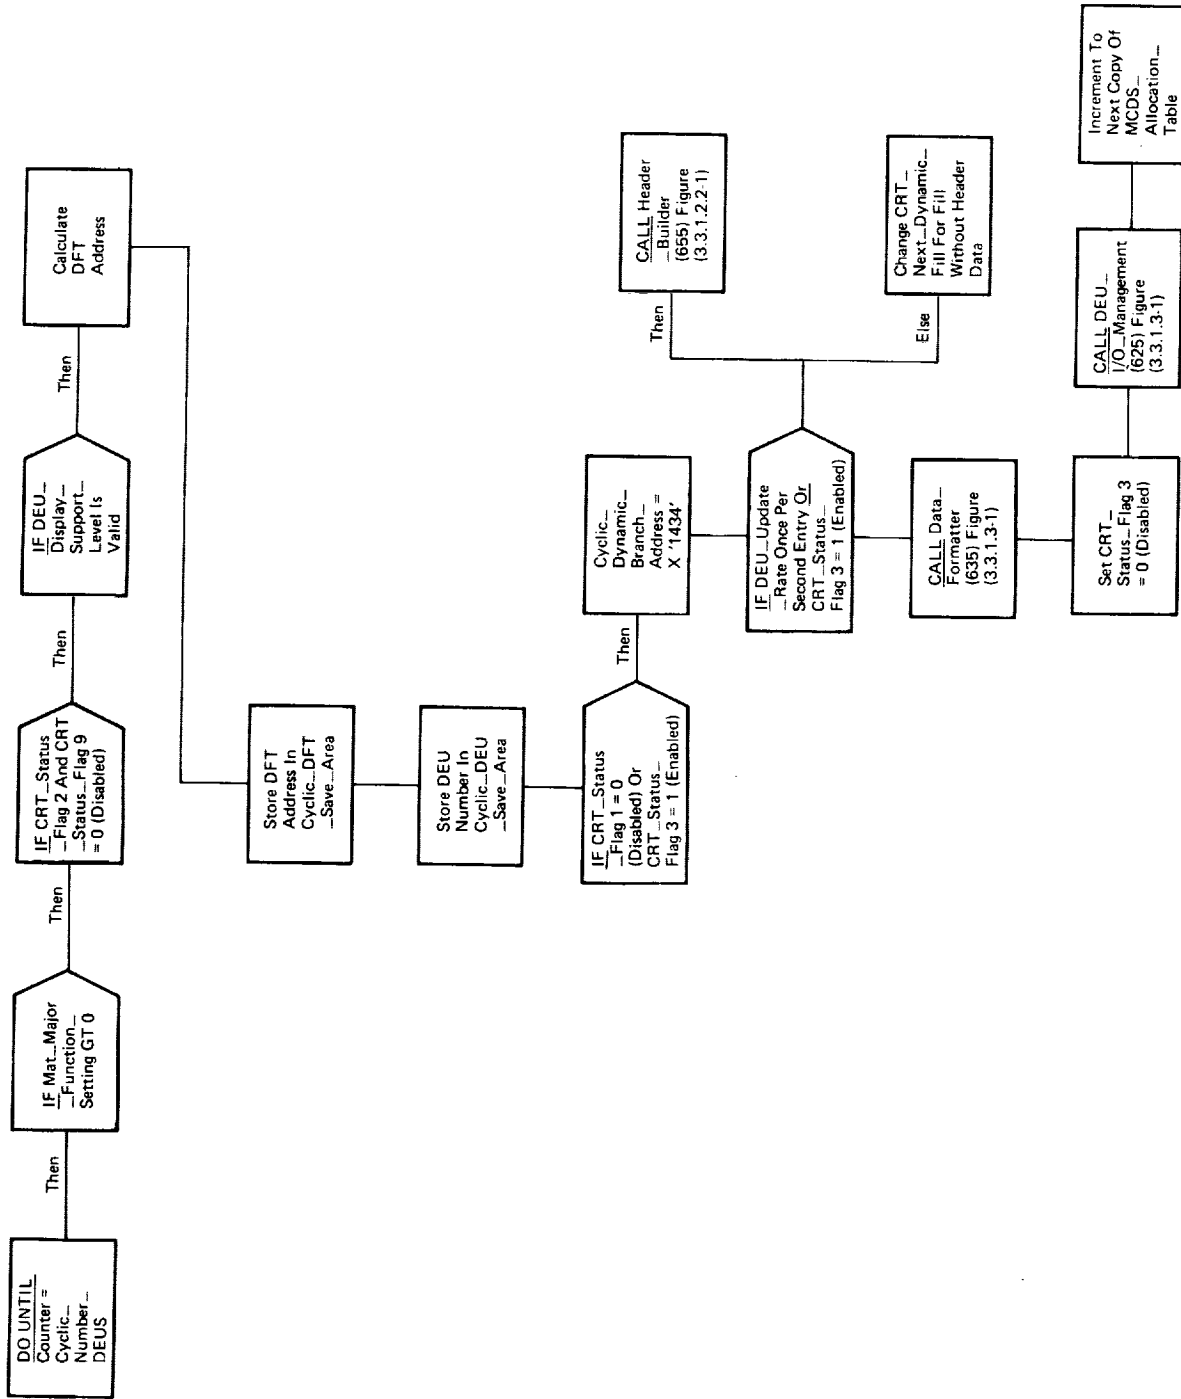 DO UNTIL
Counter =
Cyclic_
Number_
DEUS
Then
IF Mat_Major
_Function_
Setting GT 0
Then
IF CRT_Status
_Flag 2 And CRT
_Status_Flag 9
= 0 (Disabled)
Then
IF DEU_
Display_
Support_
Level Is
Valid
Then
Calculate
DFT
Address
Store DFT
Address In
Cyclic_DFT
_Save_Area
Store DEU
Number In
Cyclic_DEU
_Save_Area
IF CRT_Status
_Flag 1 = 0
(Disabled) Or
CRT_Status_
Flag 3 = 1 (Enabled)
Then
Cyclic_
Dynamic_
Branch_
Address =
X '1434'
IF DEU_Update
_Rate Once Per
Second Entry Or
CRT_Status_
Flag 3 = 1 (Enabled)
Then
CALL Header
_Builder
(655) Figure
(3.3.1.2.2-1)
Else
Change CRT_
Next_Dynamic_
Fill For Fill
Without Header
Data
CALL Data_
Formatter
(635) Figure
(3.3.1.3-1)
Set CRT_
Status_Flag 3
= 0 (Disabled)
CALL DEU_
I/O_Management
(625) Figure
(3.3.1.3-1)
Increment To
Next Copy Of
MCDS_
Allocation_
Table